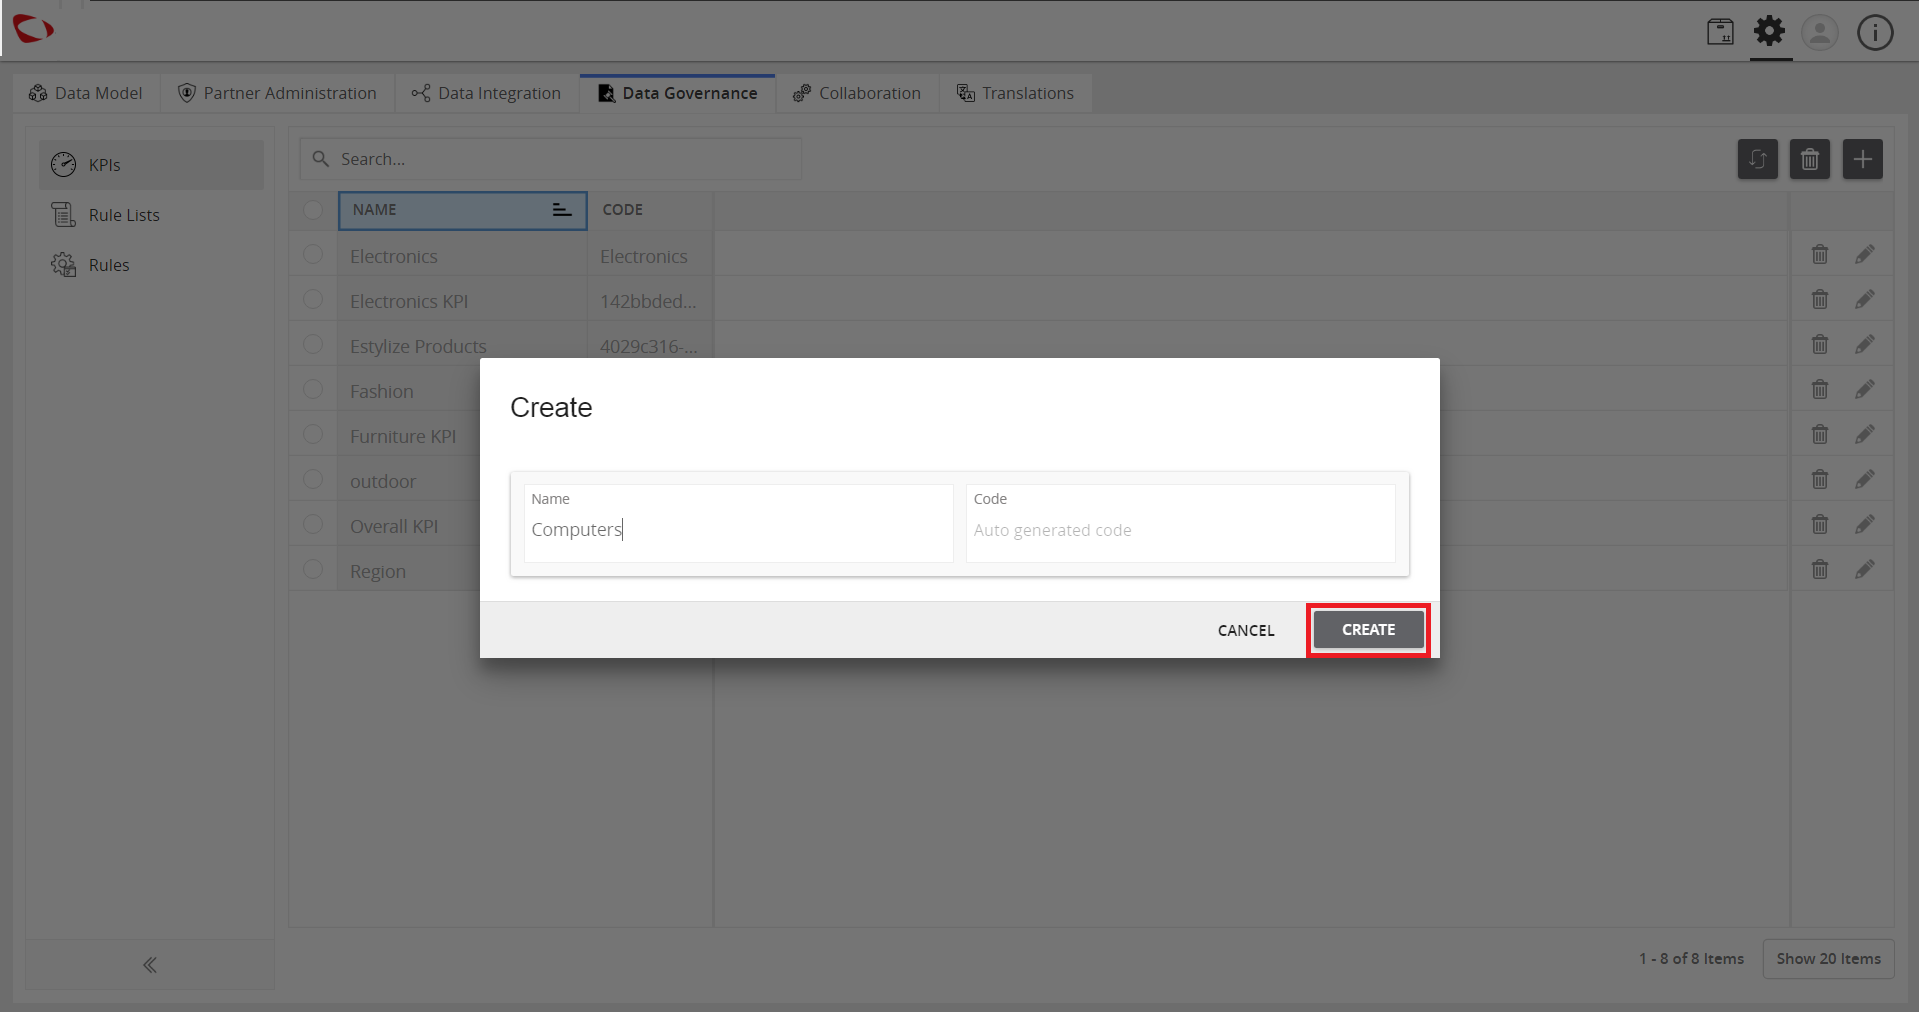 Data Model
Partner Administration
Data Integration
Data Governance
Collaboration
Translations
KPIs
Rule Lists
Rules
Search...
NAME
CODE
Electronics
Electronics
Electronics KPI
142bbded...
Estylize Products
4029c316-...
Fashion
Furniture KPI
outdoor
Overall KPI
Region
Create
Name
Computers
Code
Auto generated code
CANCEL
CREATE
1 - 8 of 8 Items
Show 20 Items